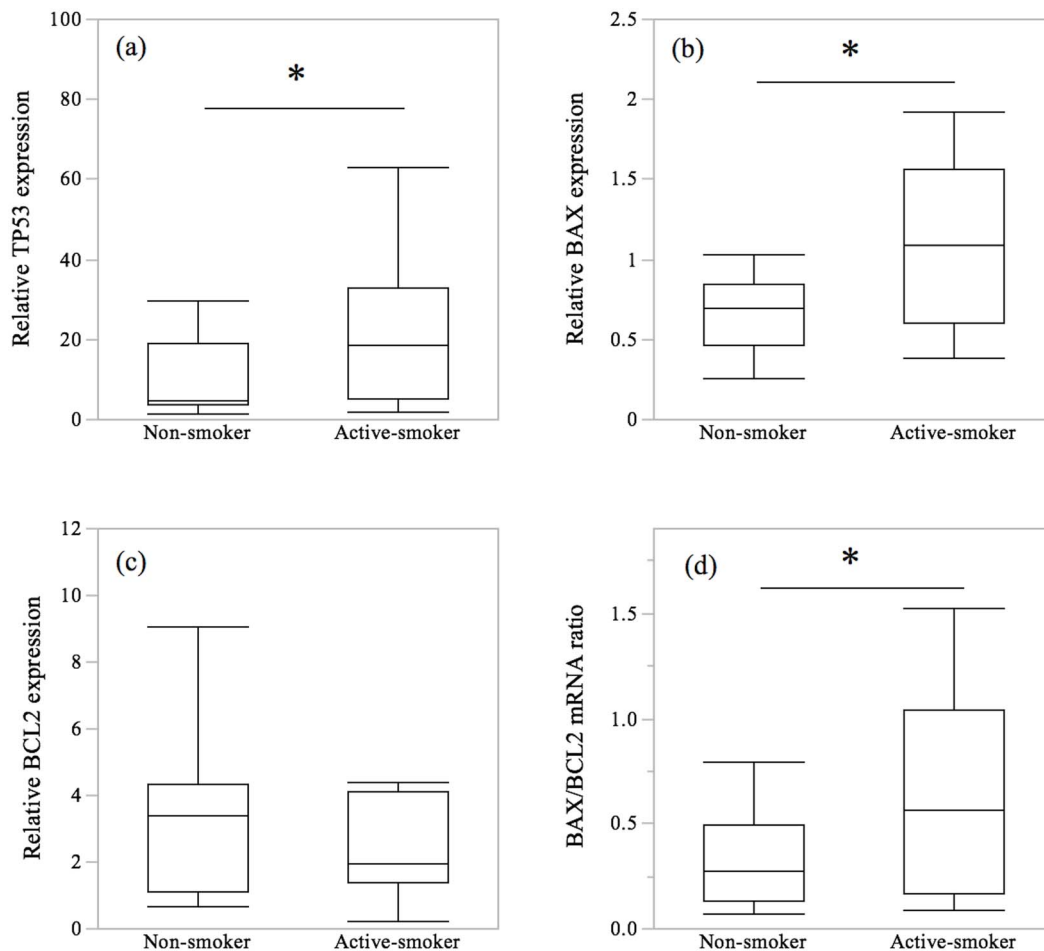 (a)
*
Relative TP53 expression
100
80
60
40
20
0
Non-smoker Active-smoker
(b)
*
Relative BAX expression
2.5
2
1.5
1
0.5
0
Non-smoker Active-smoker
(c)
Relative BCL2 expression
12
10
8
6
4
2
0
Non-smoker Active-smoker
(d)
*
BAX/BCL2 mRNA ratio
1.5
1.0
0.5
0.0
Non-smoker Active-smoker